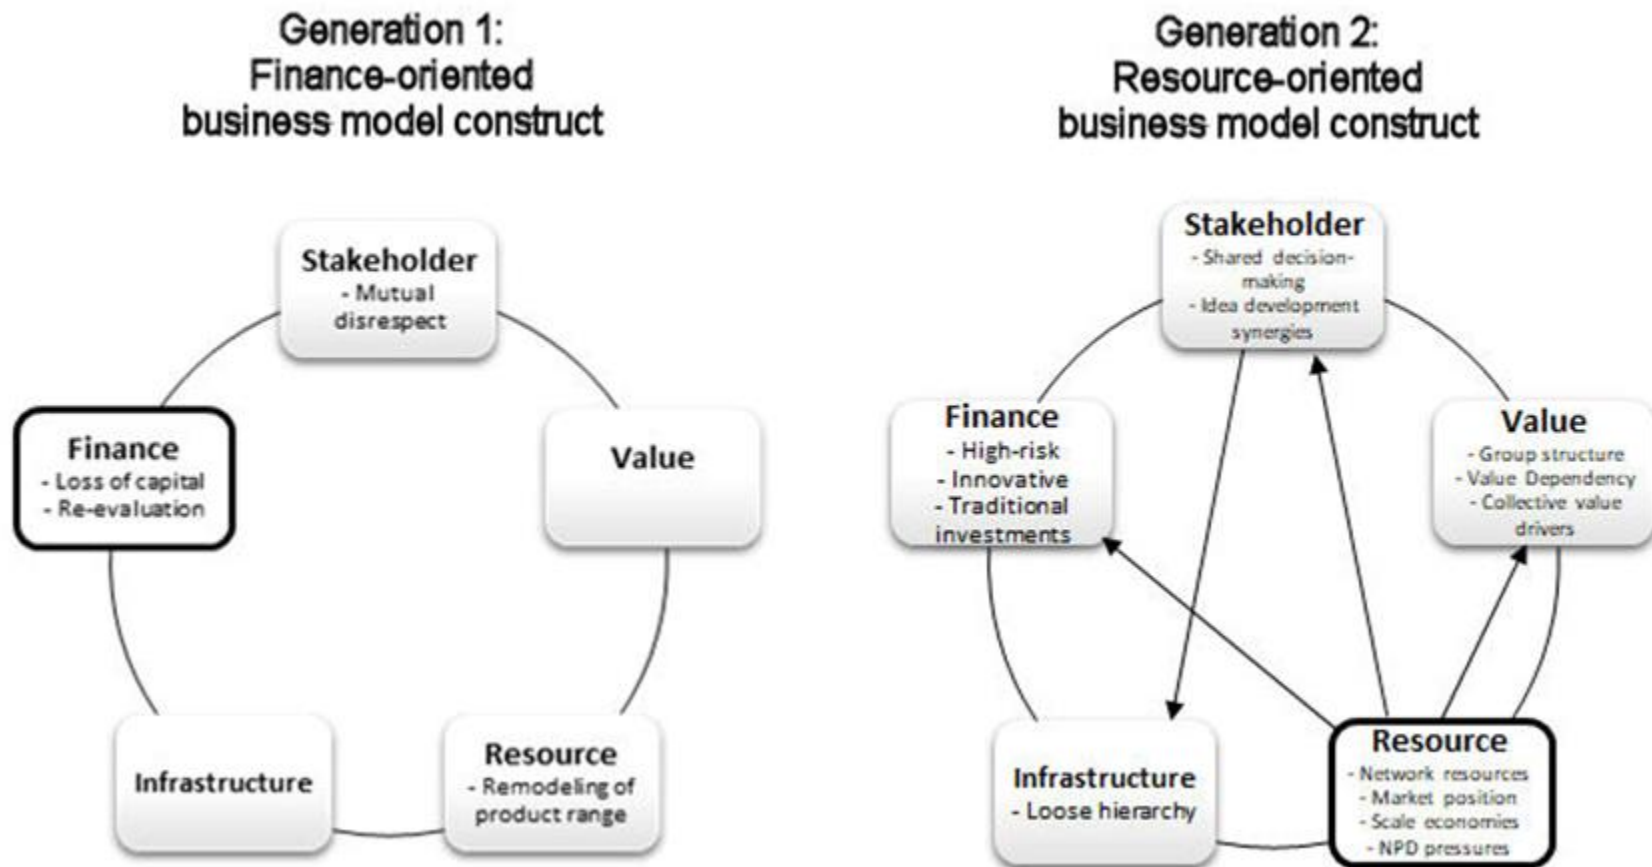 Generation 1:
Finance-oriented
business model construct
Stakeholder
- Mutual
disrespect
Finance
- Loss of capital
- Re-evaluation
Value
Infrastructure
Resource
- Remodeling of
product range
Generation 2:
Resource-oriented
business model construct
Stakeholder
- Shared decision-
making
- Idea development
synergies
Finance
- High-risk
- Innovative
- Traditional
investments
Value
- Group structure
- Value Dependency
- Collective value
drivers
Infrastructure
- Loose hierarchy
Resource
- Network resources
- Market position
- Scale economies
- NPD pressures